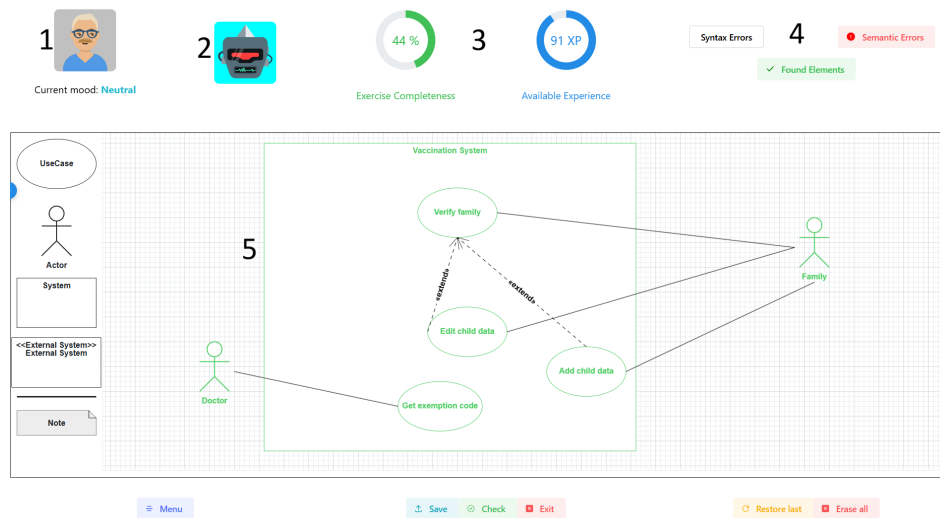 1
2
44 %
3
91 XP
Syntax Errors
4
Semantic Errors
Found Elements
Current mood: Neutral
Exercise Completeness
Available Experience
UseCase
Actor
System
<<External System>>
External System
Note
5
Vaccination System
Verify family
«extend»
«extend»
Edit child data
Add child data
Get exemption code
Doctor
Family
Menu
Save
Check
Exit
Restore last
Erase all